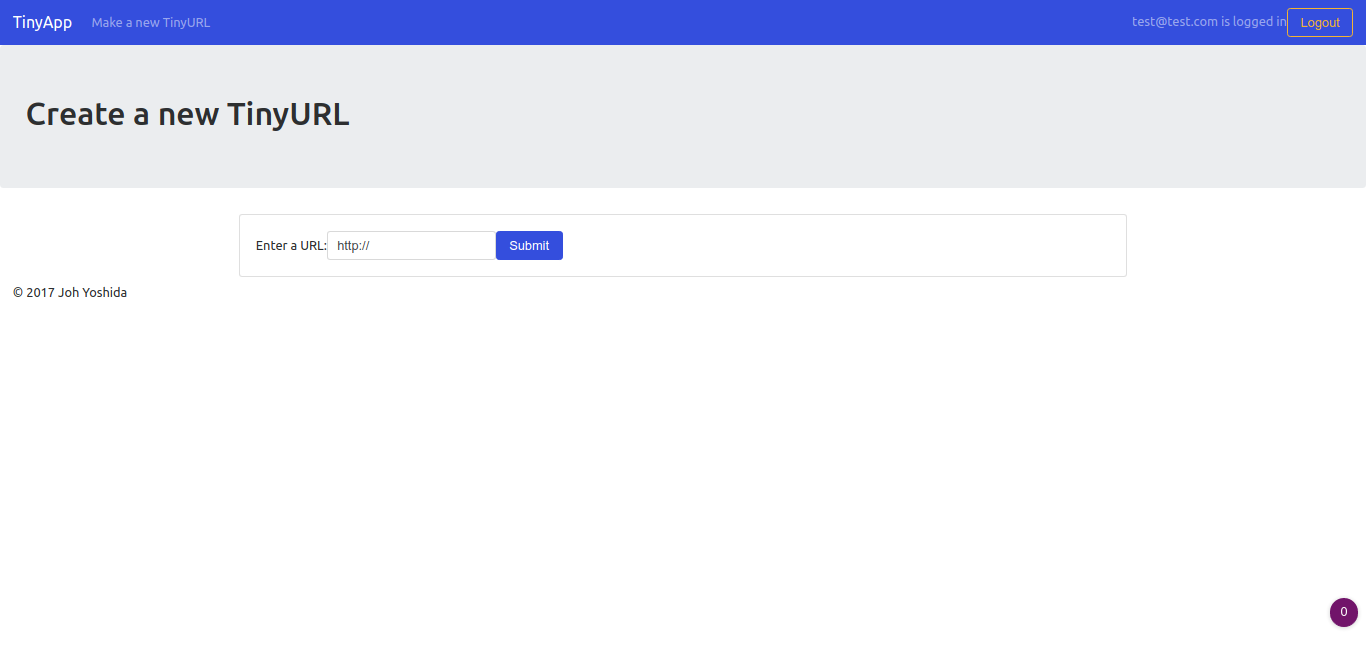 TinyApp Make a new TinyURL test@test.com is logged in Logout
Create a new TinyURL
Enter a URL: http:// Submit
© 2017 Joh Yoshida
0